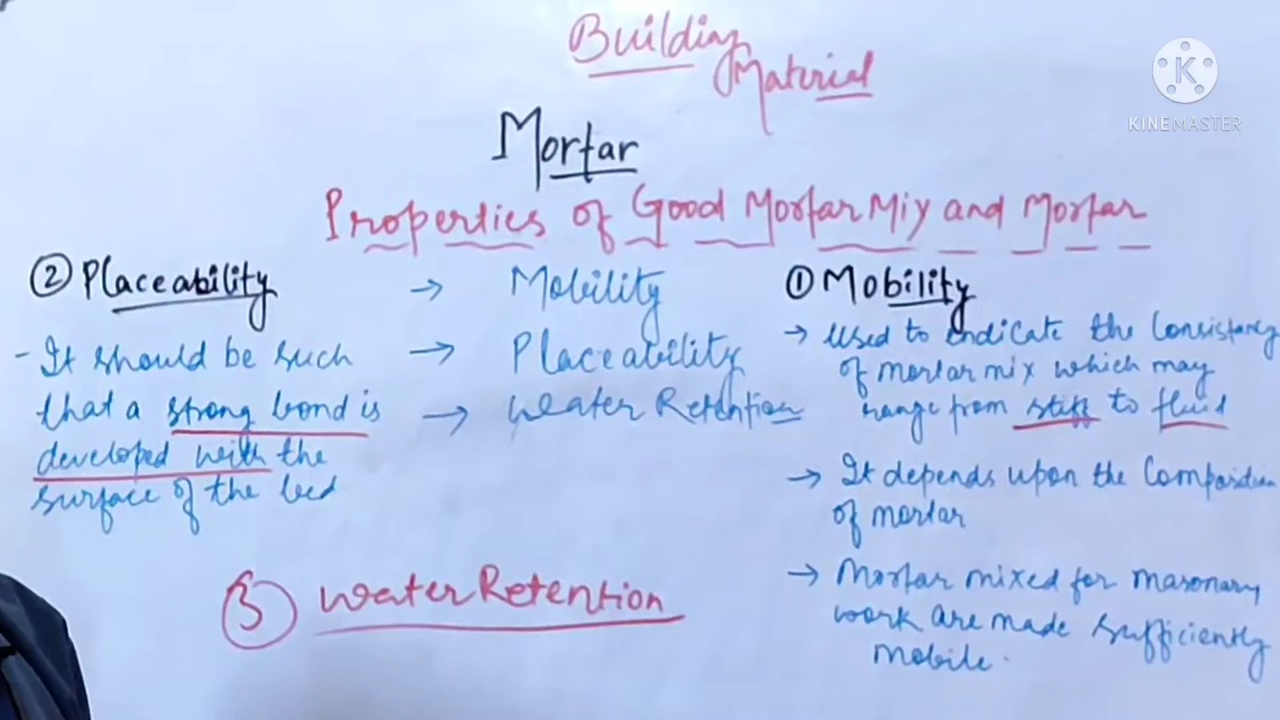 Building
Material
KINEMASTER
Mortar
Properties of Good Mortar Mix and Mortar
② Placeability
- It should be such
that a strong bond is
developed with the
surface of the bed
→ Mobility
→ Placeability
→ Water Retention
① Mobility
→ Used to indicate the Consistancy
of mortar mix which may
range from stiff to fluid
→ It depends upon the Composition
of mortar
→ Mortar mixed for masonary
work are made sufficiently
mobile.
③ Water Retention